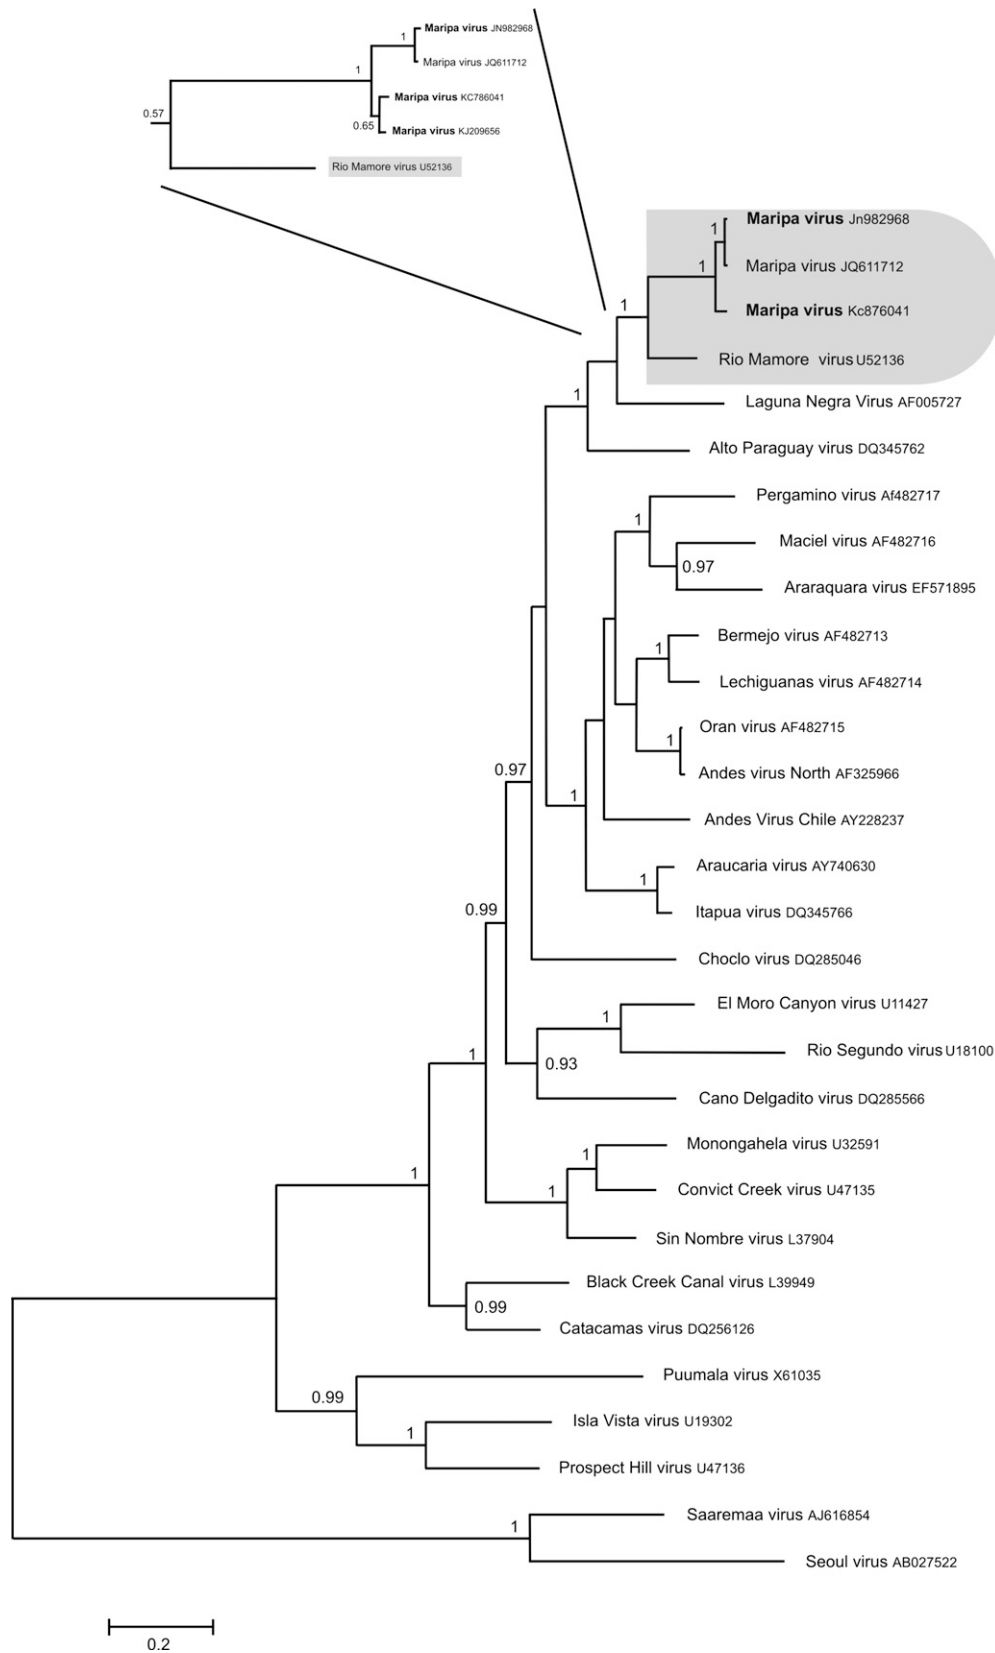 1
Maripa virus JN982968
1
Maripa virus JQ611712
Maripa virus KC786041
0.57
0.65
Maripa virus KJ209656
Rio Mamore virus U52136
Maripa virus Jn982968
1
1
Maripa virus JQ611712
1
Maripa virus Kc876041
Rio Mamore virus U52136
1
Laguna Negra Virus AF005727
Alto Paraguay virus DQ345762
Pergamino virus Af482717
1
Maciel virus AF482716
0.97
Araraquara virus EF571895
Bermejo virus AF482713
1
Lechiguanas virus AF482714
Oran virus AF482715
1
Andes virus North AF325966
0.97
1
Andes Virus Chile AY228237
Araucaria virus AY740630
1
Itapua virus DQ345766
0.99
Choclo virus DQ285046
El Moro Canyon virus U11427
1
Rio Segundo virus U18100
1
0.93
Cano Delgadito virus DQ285566
Monongahela virus U32591
1
1
1
Convict Creek virus U47135
Sin Nombre virus L37904
Black Creek Canal virus L39949
0.99
Catacamas virus DQ256126
Puumala virus X61035
0.99
Isla Vista virus U19302
1
Prospect Hill virus U47136
Saaremaa virus AJ616854
1
Seoul virus AB027522
0.2